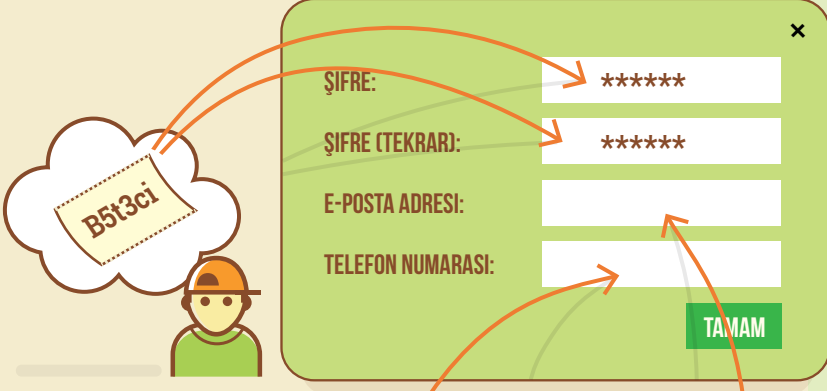 ×
ŞIFRE: ******
ŞIFRE (TEKRAR): ******
B5t3ci
E-POSTA ADRESI:
TELEFON NUMARASI:
TAMAM